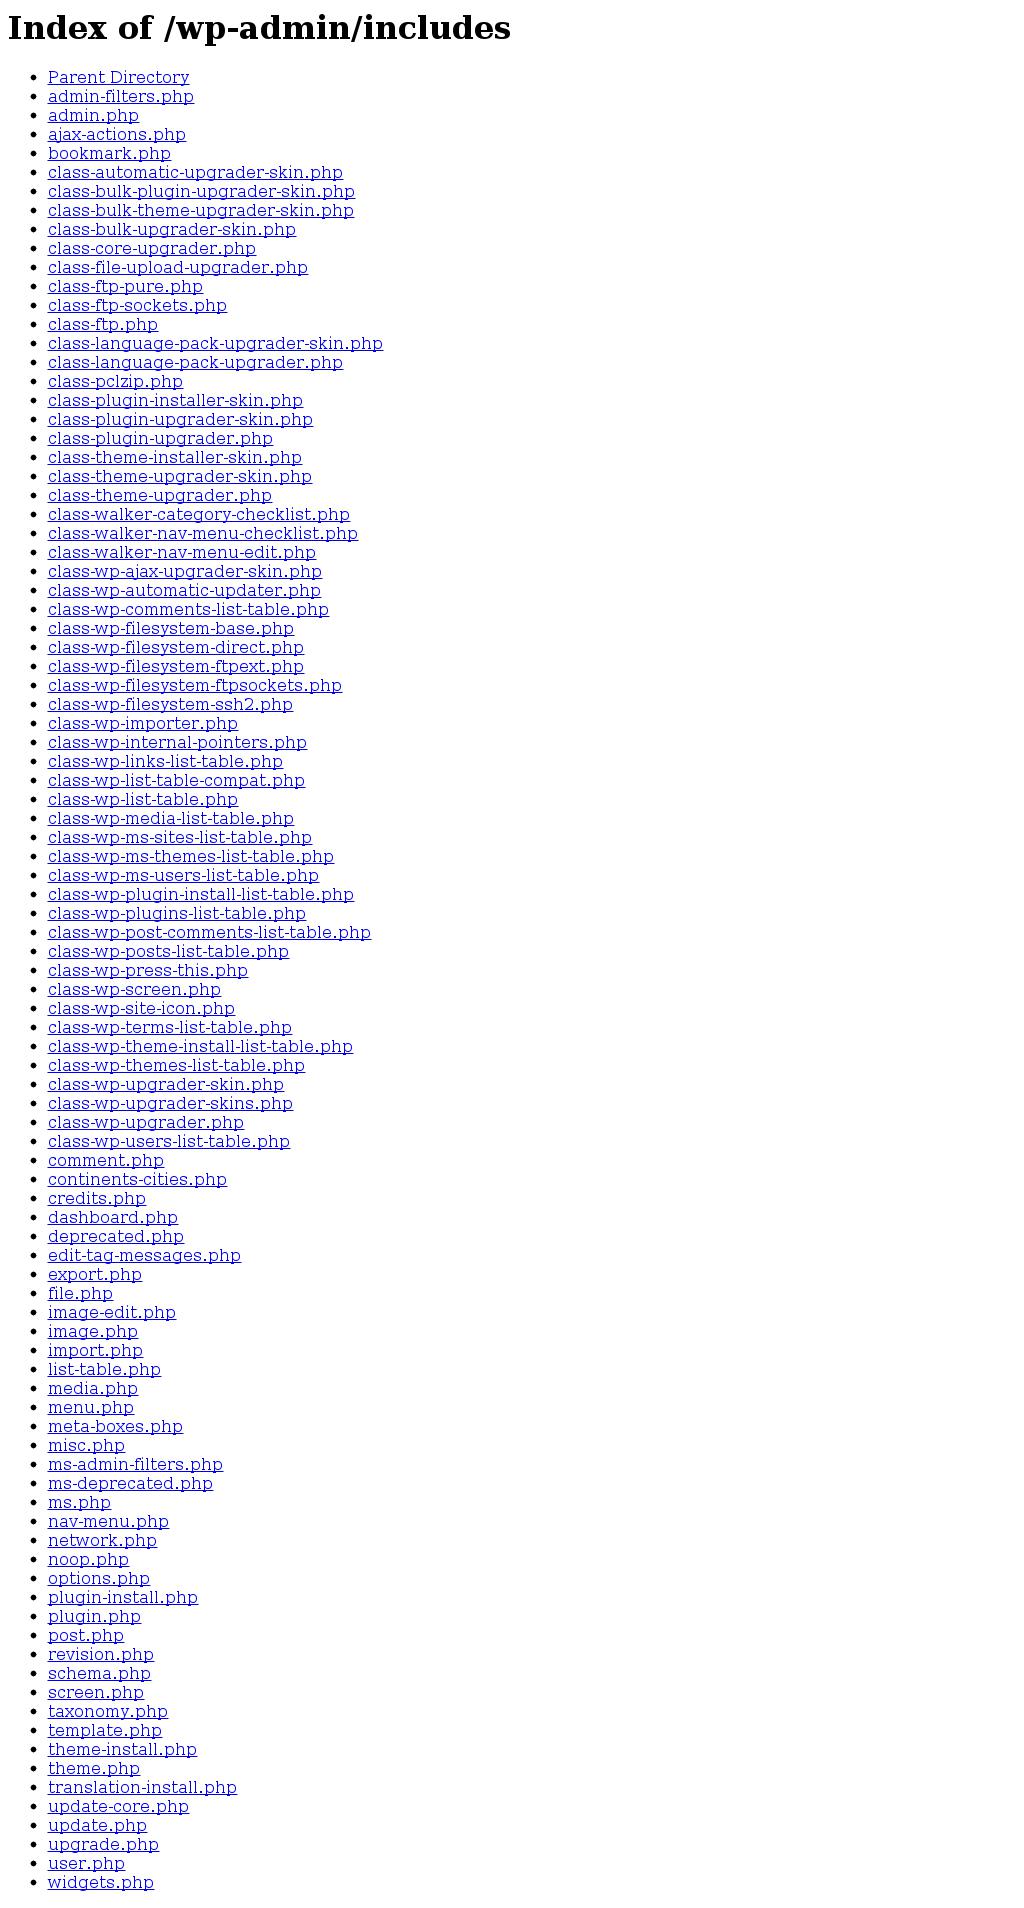 Index of /wp-admin/includes
Parent Directory
admin-filters.php
admin.php
ajax-actions.php
bookmark.php
class-automatic-upgrader-skin.php
class-bulk-plugin-upgrader-skin.php
class-bulk-theme-upgrader-skin.php
class-bulk-upgrader-skin.php
class-core-upgrader.php
class-file-upload-upgrader.php
class-ftp-pure.php
class-ftp-sockets.php
class-ftp.php
class-language-pack-upgrader-skin.php
class-language-pack-upgrader.php
class-pclzip.php
class-plugin-installer-skin.php
class-plugin-upgrader-skin.php
class-plugin-upgrader.php
class-theme-installer-skin.php
class-theme-upgrader-skin.php
class-theme-upgrader.php
class-walker-category-checklist.php
class-walker-nav-menu-checklist.php
class-walker-nav-menu-edit.php
class-wp-ajax-upgrader-skin.php
class-wp-automatic-updater.php
class-wp-comments-list-table.php
class-wp-filesystem-base.php
class-wp-filesystem-direct.php
class-wp-filesystem-ftpext.php
class-wp-filesystem-ftpsockets.php
class-wp-filesystem-ssh2.php
class-wp-importer.php
class-wp-internal-pointers.php
class-wp-links-list-table.php
class-wp-list-table-compat.php
class-wp-list-table.php
class-wp-media-list-table.php
class-wp-ms-sites-list-table.php
class-wp-ms-themes-list-table.php
class-wp-ms-users-list-table.php
class-wp-plugin-install-list-table.php
class-wp-plugins-list-table.php
class-wp-post-comments-list-table.php
class-wp-posts-list-table.php
class-wp-press-this.php
class-wp-screen.php
class-wp-site-icon.php
class-wp-terms-list-table.php
class-wp-theme-install-list-table.php
class-wp-themes-list-table.php
class-wp-upgrader-skin.php
class-wp-upgrader-skins.php
class-wp-upgrader.php
class-wp-users-list-table.php
comment.php
continents-cities.php
credits.php
dashboard.php
deprecated.php
edit-tag-messages.php
export.php
file.php
image-edit.php
image.php
import.php
list-table.php
media.php
menu.php
meta-boxes.php
misc.php
ms-admin-filters.php
ms-deprecated.php
ms.php
nav-menu.php
network.php
noop.php
options.php
plugin-install.php
plugin.php
post.php
revision.php
schema.php
screen.php
taxonomy.php
template.php
theme-install.php
theme.php
translation-install.php
update-core.php
update.php
upgrade.php
user.php
widgets.php